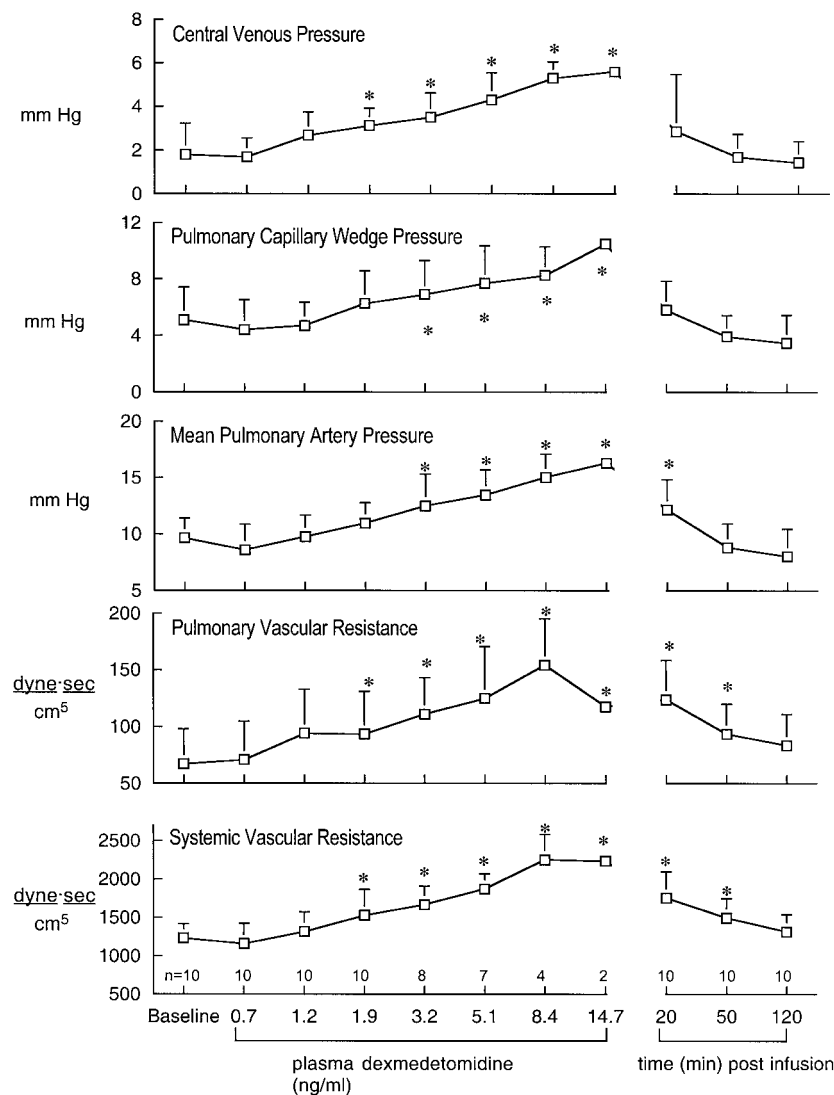 Central Venous Pressure
8
6
4
2
0
mm Hg
* * * * *
Pulmonary Capillary Wedge Pressure
12
8
4
0
mm Hg
* * * *
Mean Pulmonary Artery Pressure
20
15
10
5
mm Hg
* * * * *
Pulmonary Vascular Resistance
200
150
100
50
dyne·sec
cm5
* * * * * * *
Systemic Vascular Resistance
2500
2000
1500
1000
500
dyne·sec
cm5
* * * * * * *
n=10 10 10 10 8 7 4 2 10 10 10
Baseline 0.7 1.2 1.9 3.2 5.1 8.4 14.7 20 50 120
plasma dexmedetomidine
(ng/ml)
time (min) post infusion